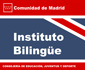 Comunidad de Madrid
Instituto
Bilingüe
CONSEJERÍA DE EDUCACIÓN, JUVENTUD Y DEPORTE